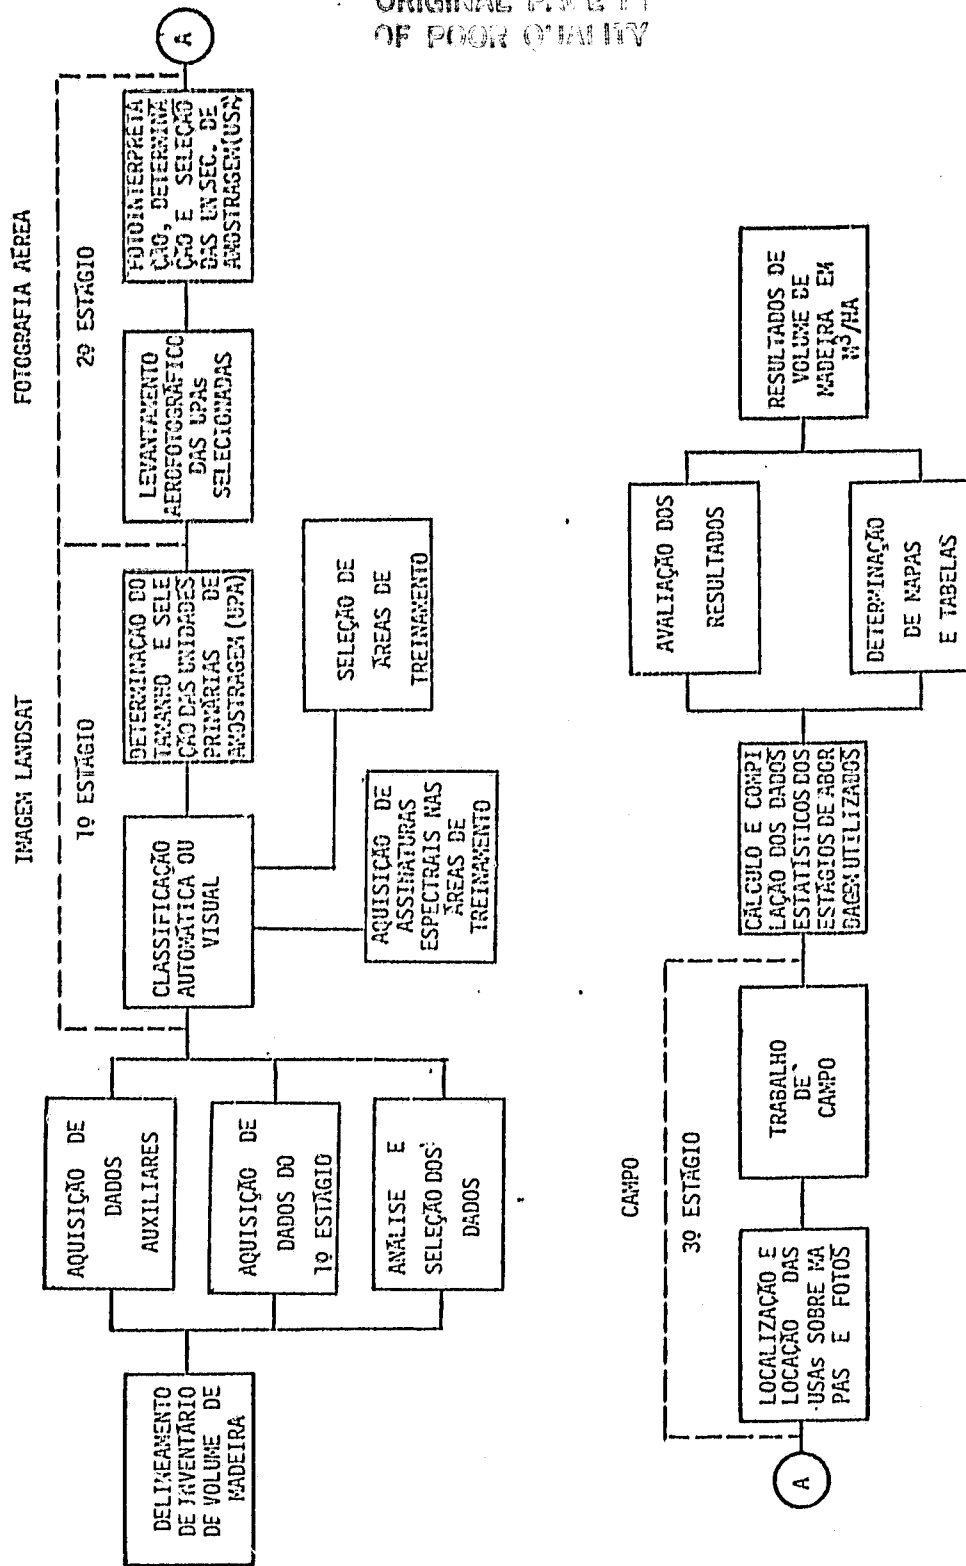 ORIGINAL
OF POOR QUALITY
IMAGEM LANDSAT
FOTOGRAFIA AÉREA
1º ESTÁGIO
2º ESTÁGIO
DELINEAMENTO
DE INVENTÁRIO
DE VOLUME DE
MADEIRA
AQUISIÇÃO DE
DADOS
AUXILIARES
AQUISIÇÃO DE
DADOS DO
1º ESTÁGIO
ANÁLISE E
SELEÇÃO DOS
DADOS
CLASSIFICAÇÃO
AUTOMÁTICA OU
VISUAL
AQUISIÇÃO DE
ASSINATURAS
ESPECTRAIS NAS
ÁREAS DE
TREINAMENTO
SELEÇÃO DE
ÁREAS DE
TREINAMENTO
DETERMINAÇÃO DO
TAMANHO E SELE
ÇÃO DAS UNIDADES
PRIMÁRIAS DE
AMOSTRAGEM (UPA)
LEVANTAMENTO
AEROFOTOGRÁFICO
DAS UPAs
SELECIONADAS
FOTOINTERPRETA
ÇÃO, DETERMINA
ÇÃO E SELEÇÃO
DAS UN.SEC. DE
AMOSTRAGEM(USA)
A
CAMPO
3º ESTÁGIO
A
LOCALIZAÇÃO E
LOCAÇÃO DAS
USAs SOBRE MA
PAS E FOTOS
TRABALHO
DE
CAMPO
CÁLCULO E COMPI
LAÇÃO DOS DADOS
ESTATÍSTICOS DOS
ESTÁGIOS DE ABOR
DAGEM UTILIZADOS
AVALIAÇÃO DOS
RESULTADOS
DETERMINAÇÃO
DE MAPAS
E TABELAS
RESULTADOS DE
VOLUME DE
MADEIRA EM
M³/HA